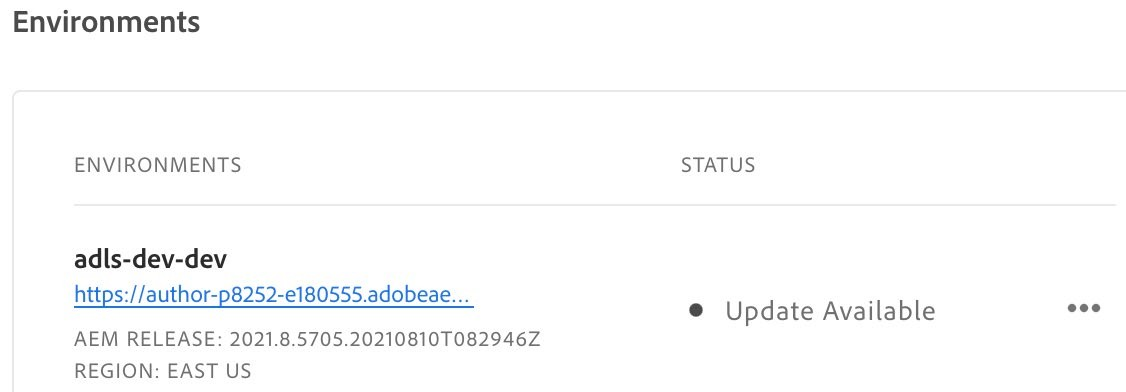 Environments
ENVIRONMENTS STATUS
adls-dev-dev
https://author-p8252-e180555.adobeae...
Update Available
AEM RELEASE: 2021.8.5705.20210810T082946Z
REGION: EAST US